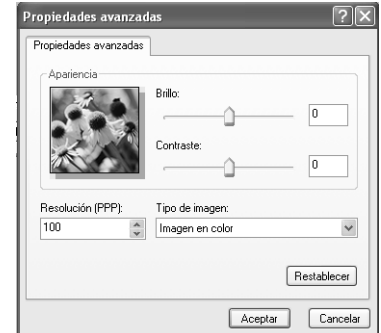 Propiedades avanzadas
Propiedades avanzadas
Apariencia
Brillo:
0
Contraste:
0
Resolución (PPP): Tipo de imagen:
100 Imagen en color
Restablecer
Aceptar Cancelar